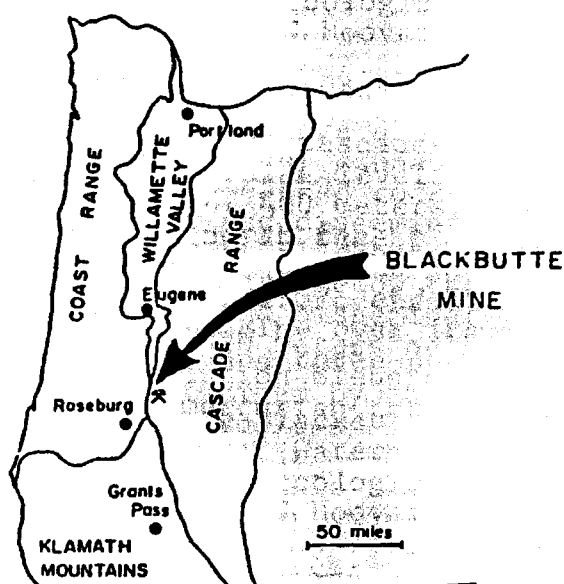 Portland
WILLAMETTE
VALLEY
COAST RANGE
RANGE
CASCADE
BLACKBUTTE
MINE
Eugene
Roseburg
Grants
Pass
50 miles
KLAMATH
MOUNTAINS